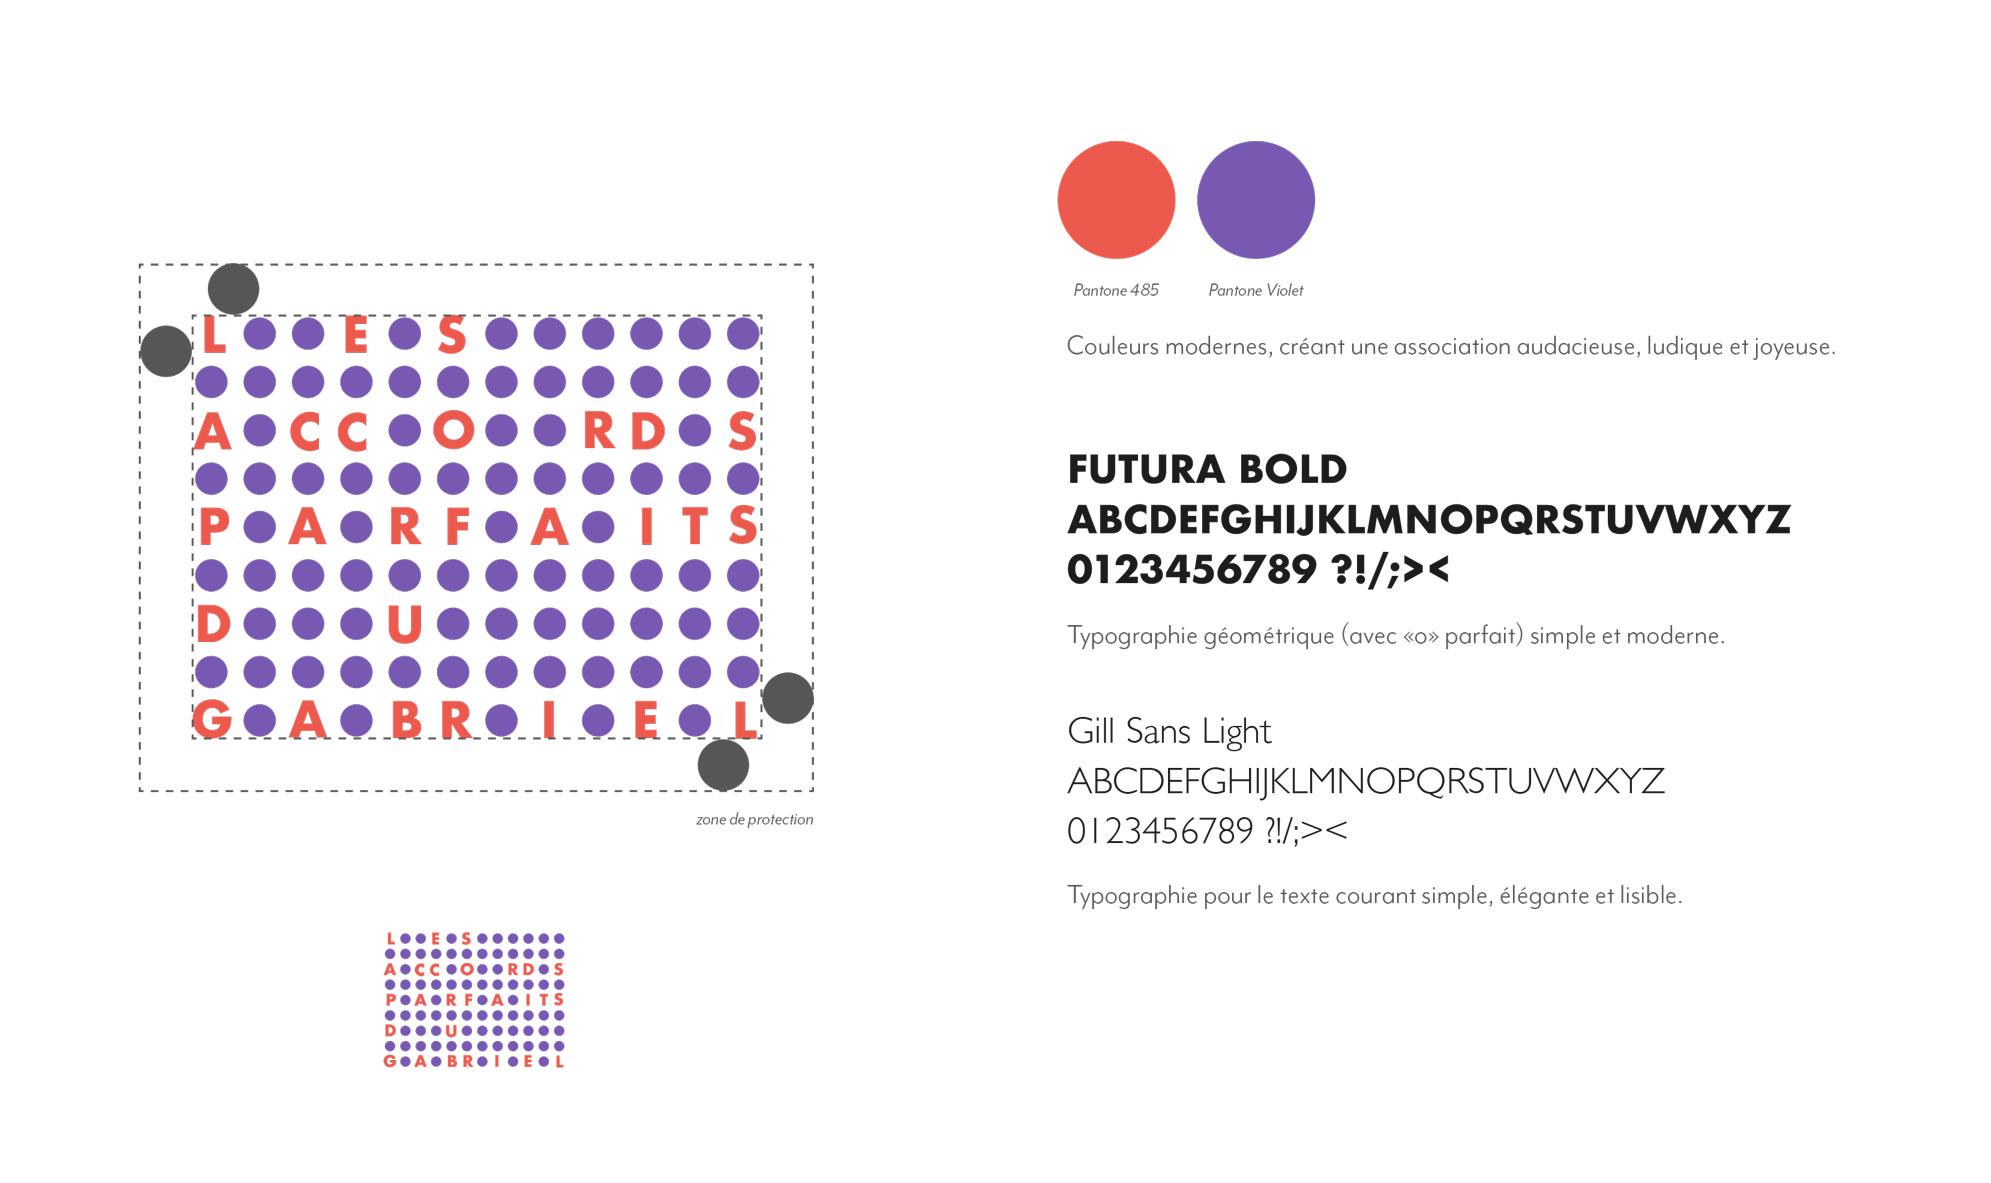 L E S
A C C O R D S
P A R F A I T S
D U
G A B R I E L
zone de protection
L E S
A C C O R D S
P A R F A I T S
D U
G A B R I E L
Pantone 485 Pantone Violet
Couleurs modernes, créant une association audacieuse, ludique et joyeuse.
FUTURA BOLD
ABCDEFGHIJKLMNOPQRSTUVWXYZ
0123456789 ?!/;><
Typographie géométrique (avec «o» parfait) simple et moderne.
Gill Sans Light
ABCDEFGHIJKLMNOPQRSTUVWXYZ
0123456789 ?!/;><
Typographie pour le texte courant simple, élégante et lisible.